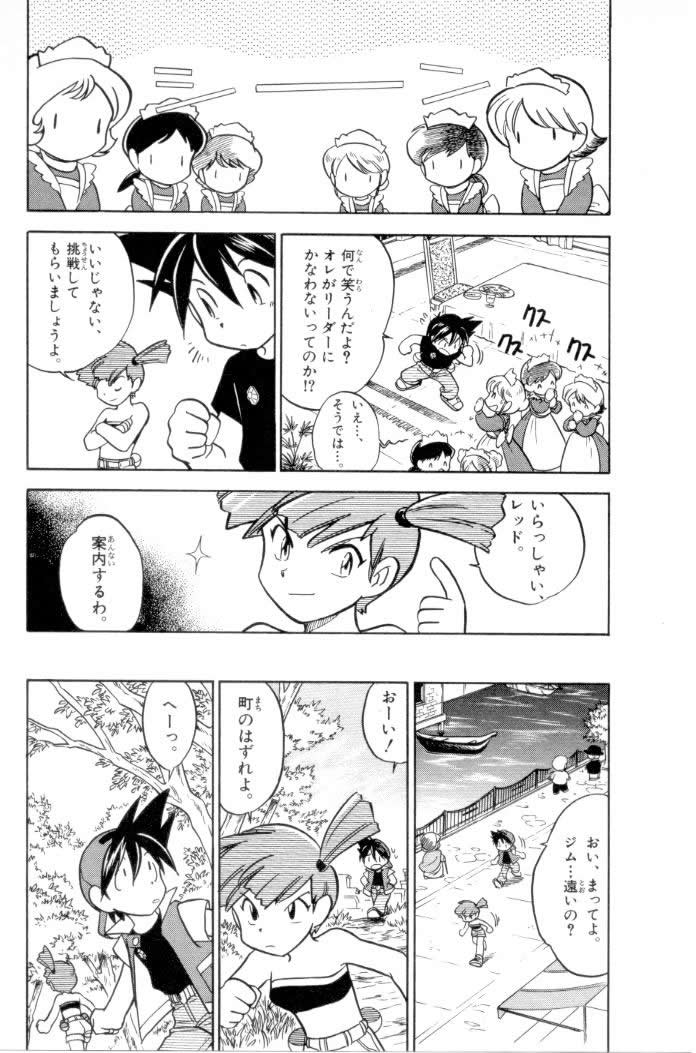 何で笑うんだよ?
オレがリーダーに
かなわないってのか!?
クス
クス
クス
いえ…、
そうでは…。
いいじゃない、
挑戦して
もらいましょうよ。
いらっしゃい、
レッド。
案内するわ。
おい、まってよ。
ジム…遠いの?
おーい!
町のはずれよ。
へーっ。